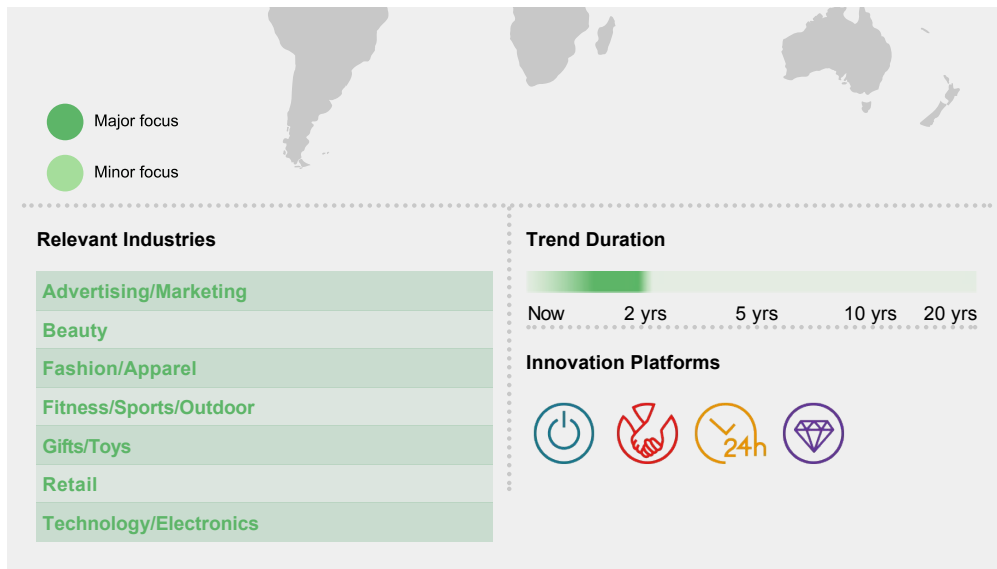 Major focus
Minor focus
Relevant Industries
Advertising/Marketing
Beauty
Fashion/Apparel
Fitness/Sports/Outdoor
Gifts/Toys
Retail
Technology/Electronics
Trend Duration
Now 2 yrs 5 yrs 10 yrs 20 yrs
Innovation Platforms
24h